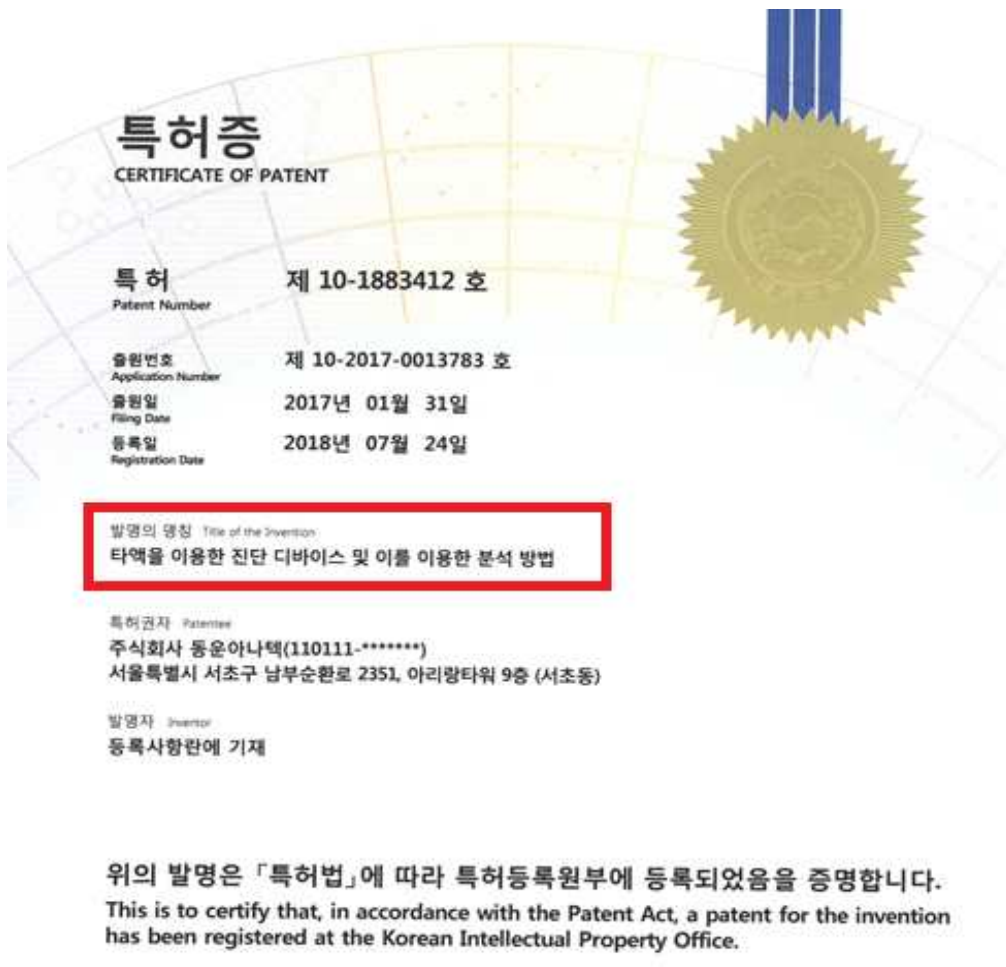 특허증
CERTIFICATE OF PATENT
특 허 제 10-1883412 호
Patent Number
출원번호 제 10-2017-0013783 호
Application Number
출원일 2017년 01월 31일
Filing Date
등록일 2018년 07월 24일
Registration Date
발명의 명칭 Title of the Invention
타액을 이용한 진단 디바이스 및 이를 이용한 분석 방법
특허권자 Patentee
주식회사 동운아나텍(110111-*******)
서울특별시 서초구 남부순환로 2351, 아리랑타워 9층 (서초동)
발명자 Inventor
등록사항란에 기재
위의 발명은 「특허법」에 따라 특허등록원부에 등록되었음을 증명합니다.
This is to certify that, in accordance with the Patent Act, a patent for the invention
has been registered at the Korean Intellectual Property Office.